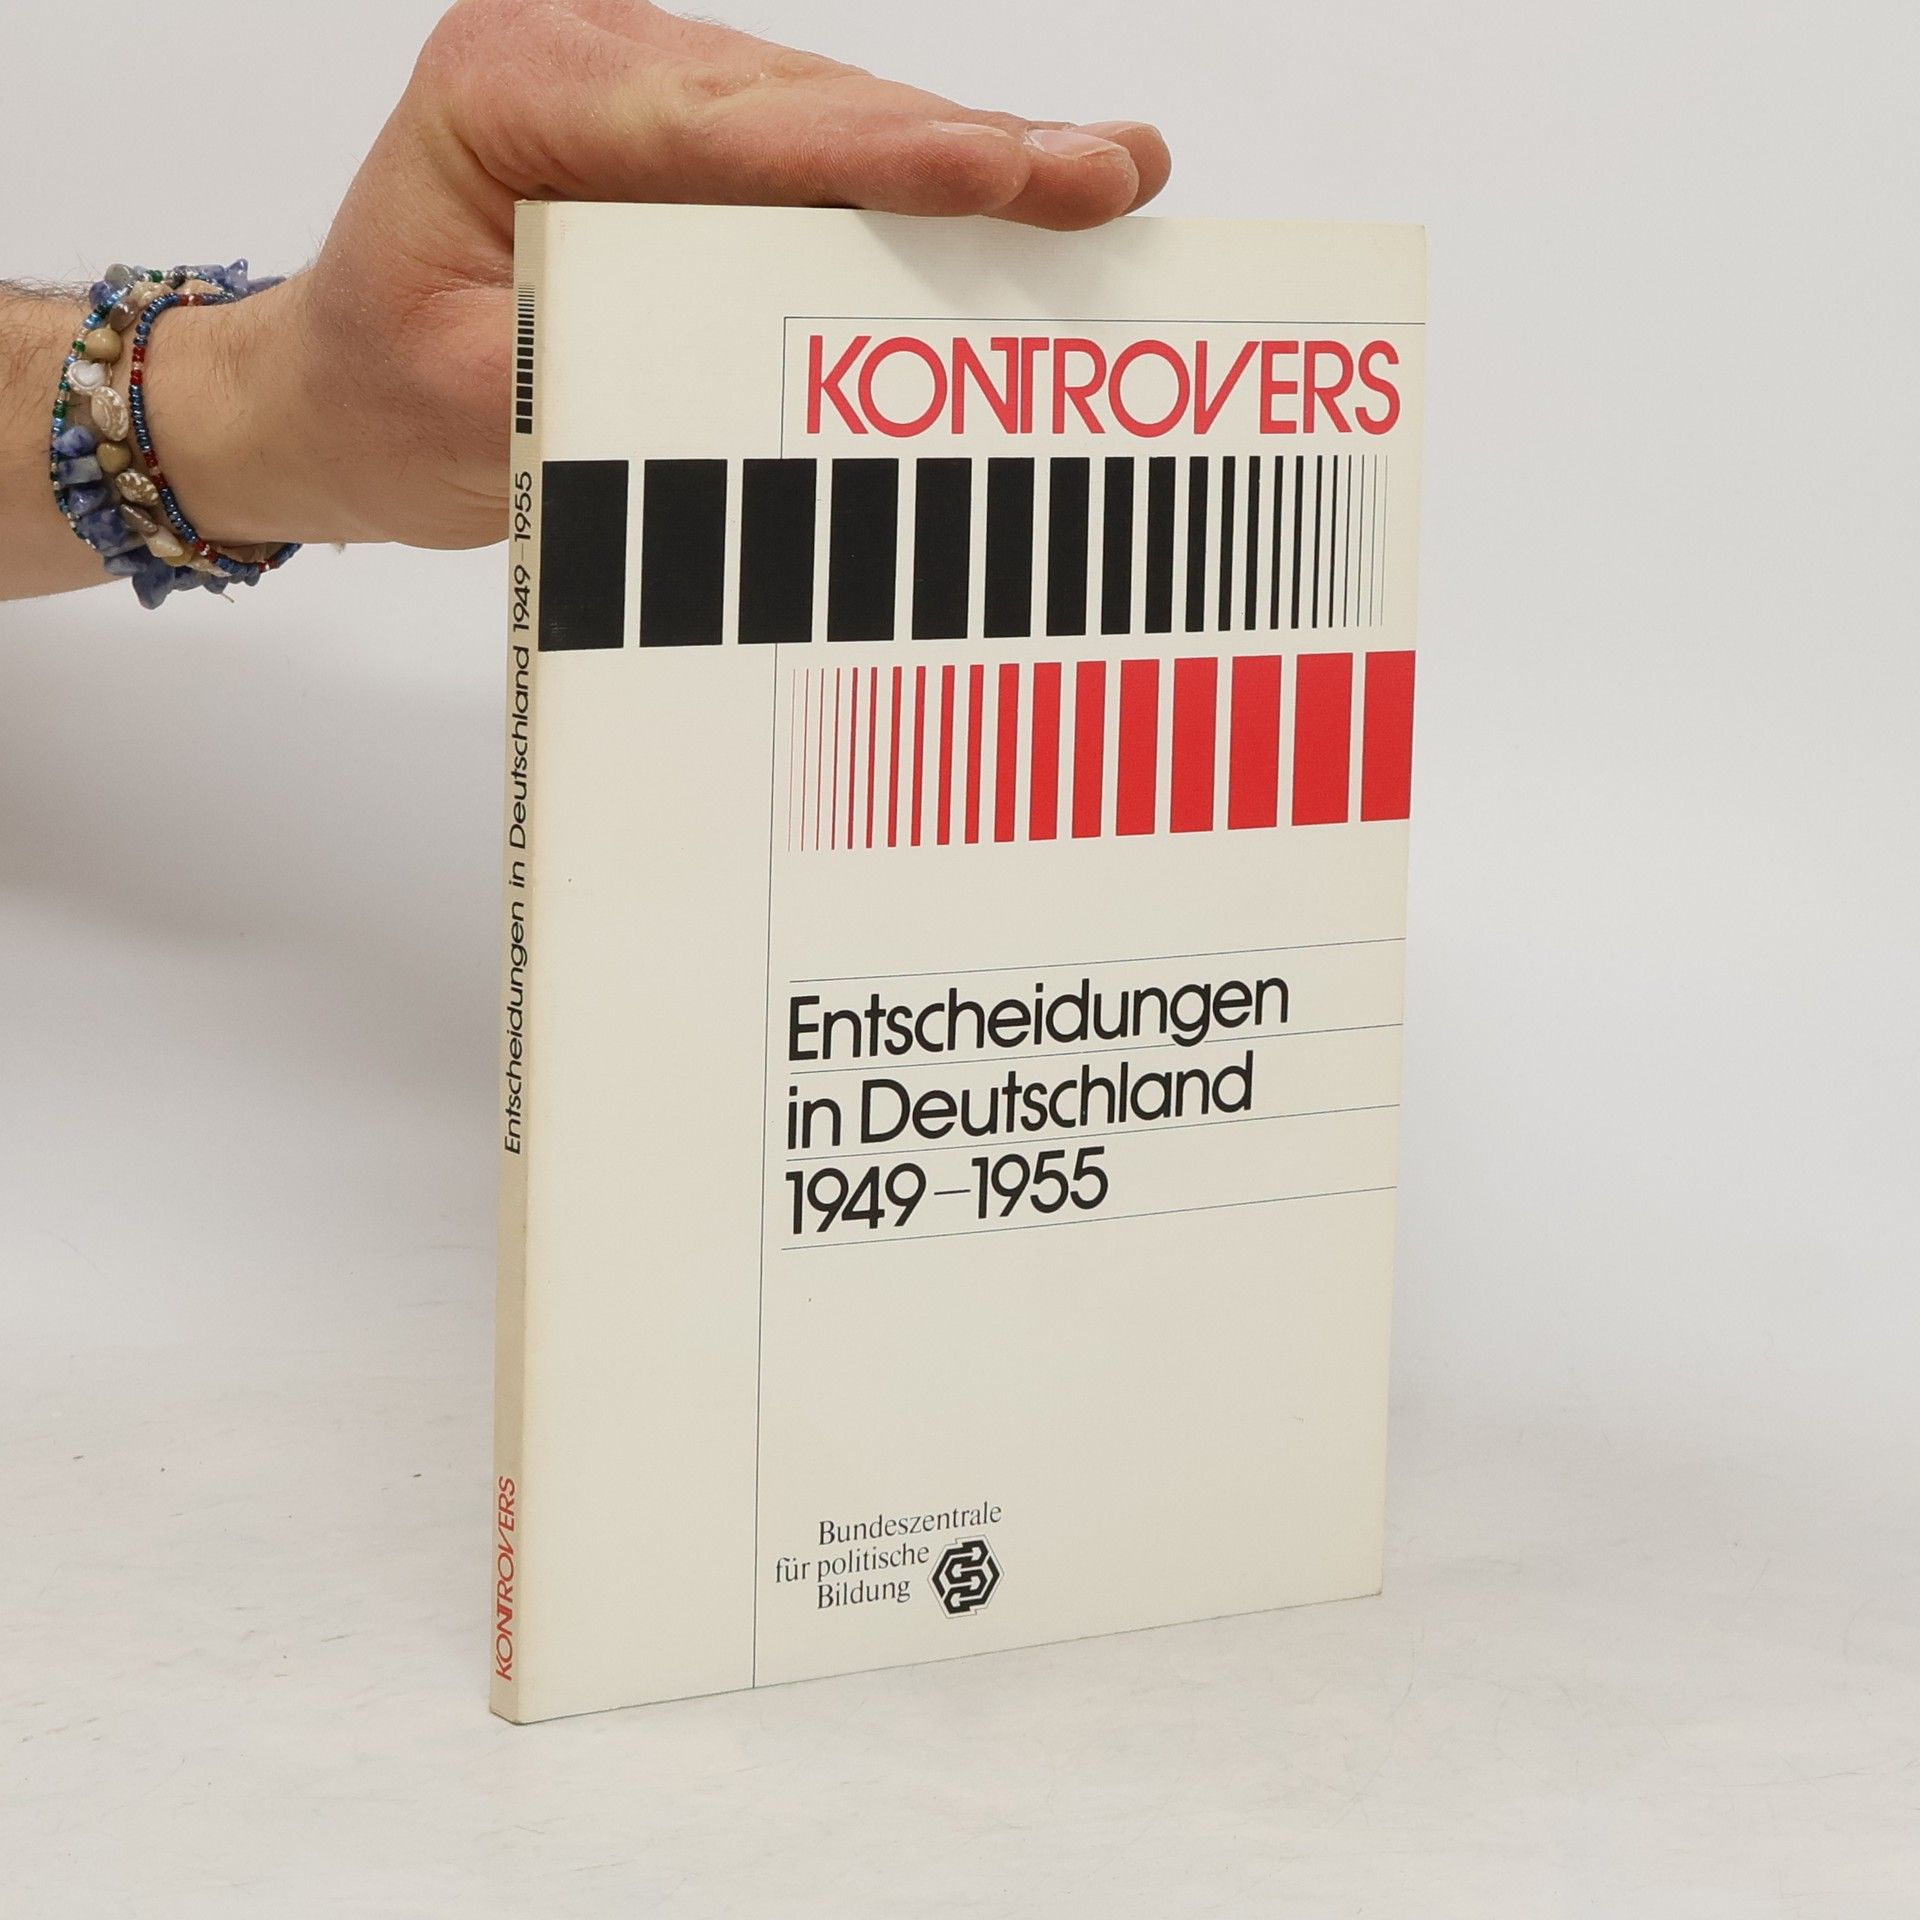 KONTROVERS
Entscheidungen
in Deutschland
1949–1955
Bundeszentrale
für politische
Bildung
Entscheidungen in Deutschland 1949–1955
KONTROVERS